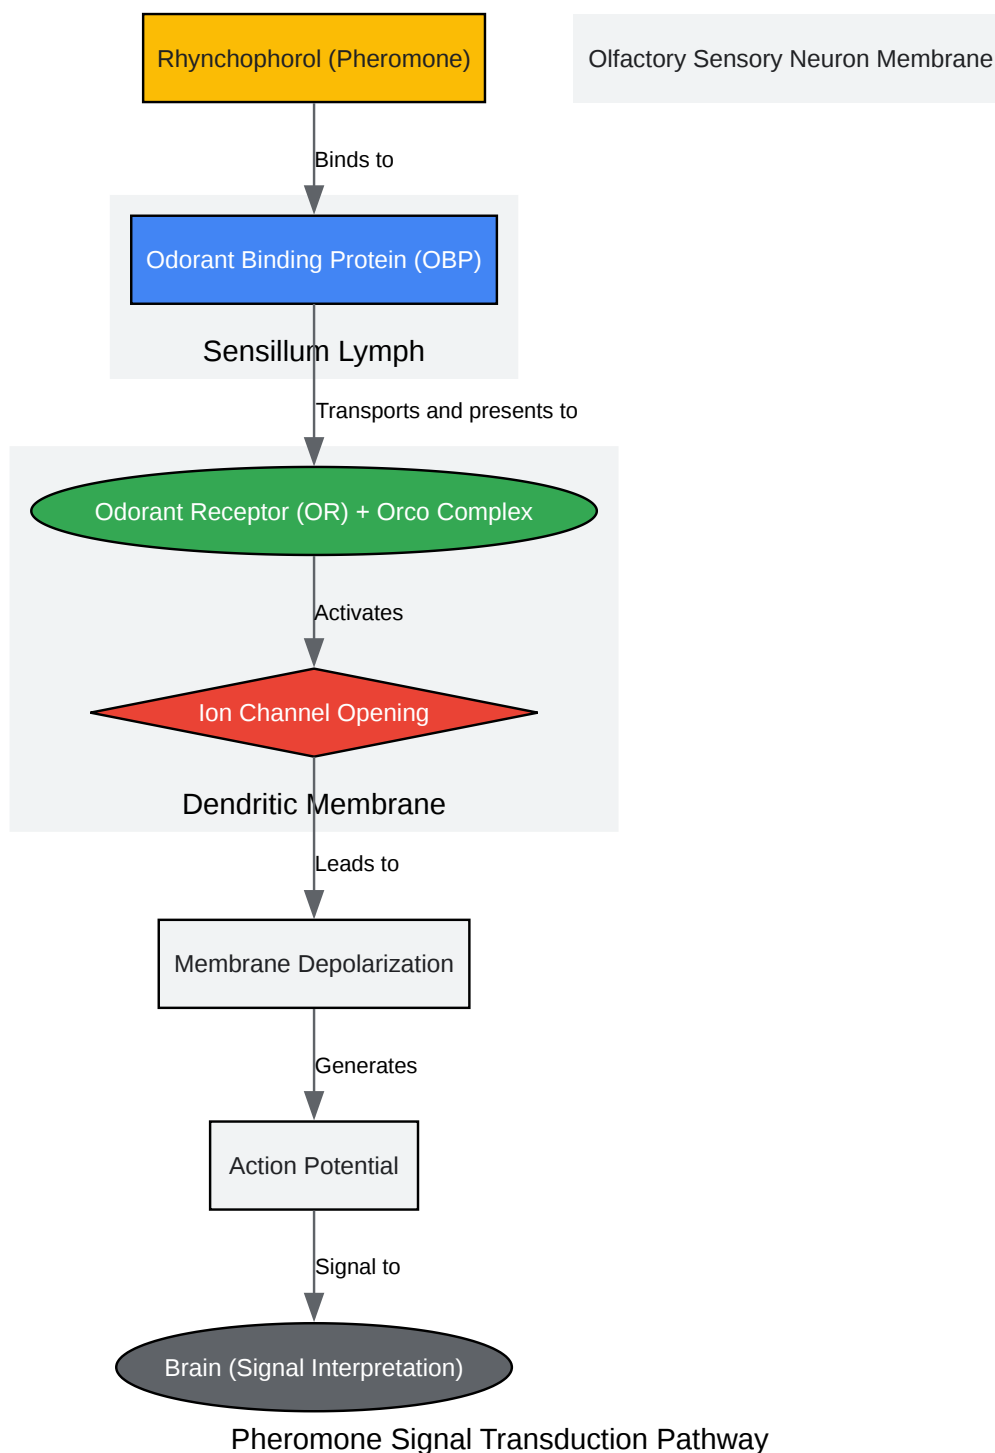 Rhynchophorol (Pheromone)
Olfactory Sensory Neuron Membrane
Binds to
Odorant Binding Protein (OBP)
Sensillum Lymph
Transports and presents to
Odorant Receptor (OR) + Orco Complex
Activates
Ion Channel Opening
Dendritic Membrane
Leads to
Membrane Depolarization
Generates
Action Potential
Signal to
Brain (Signal Interpretation)
Pheromone Signal Transduction Pathway